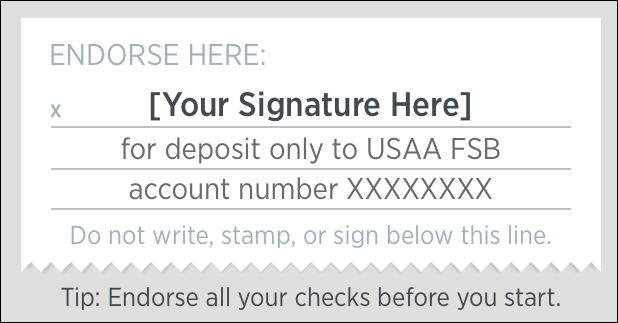 ENDORSE HERE:
x [Your Signature Here]
for deposit only to USAA FSB
account number XXXXXXXX
Do not write, stamp, or sign below this line.
Tip: Endorse all your checks before you start.